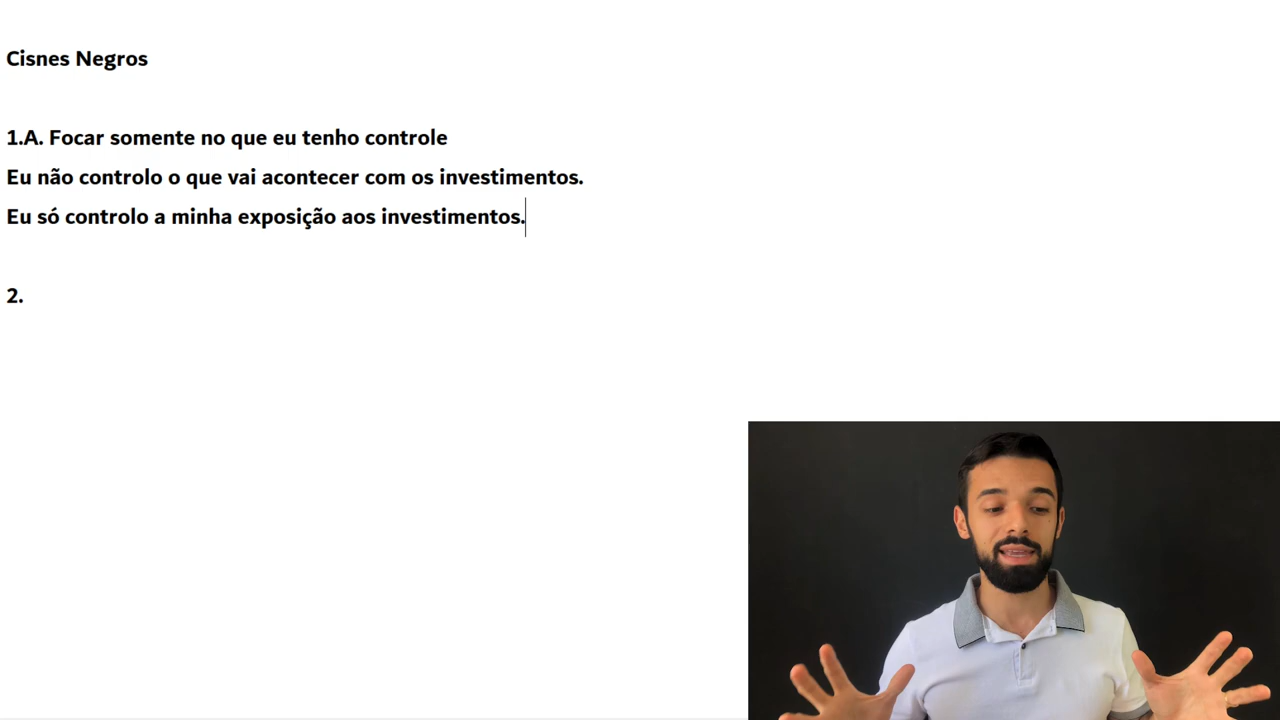 Cisnes Negros
1.A. Focar somente no que eu tenho controle
Eu não controlo o que vai acontecer com os investimentos.
Eu só controlo a minha exposição aos investimentos.
2.